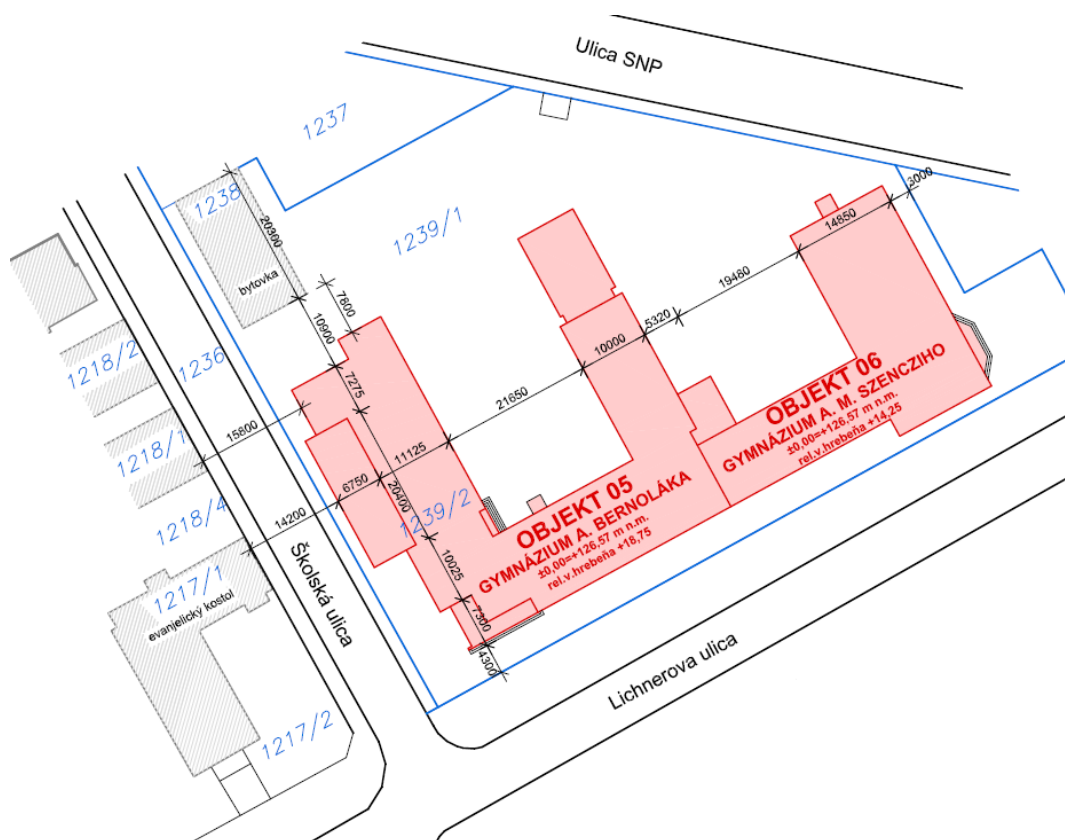 Ulica SNP
1237
1238
20300
bytovka
1239/1
3000
14850
19480
5320
10000
21650
7800
10900
7275
1236
1218/2
1218/1
1218/4
15800
11125
6750
20400
14200
1239/2
10025
7300
4300
OBJEKT 06
GYMNÁZIUM A. M. SZENCZIHO
±0,00=+126,57 m n.m.
rel.v.hrebeňa +14,25
OBJEKT 05
GYMNÁZIUM A. BERNOLÁKA
±0,00=+126,57 m n.m.
rel.v.hrebeňa +18,75
1217/1
evanjelický kostol
Školská ulica
Lichnerova ulica
1217/2